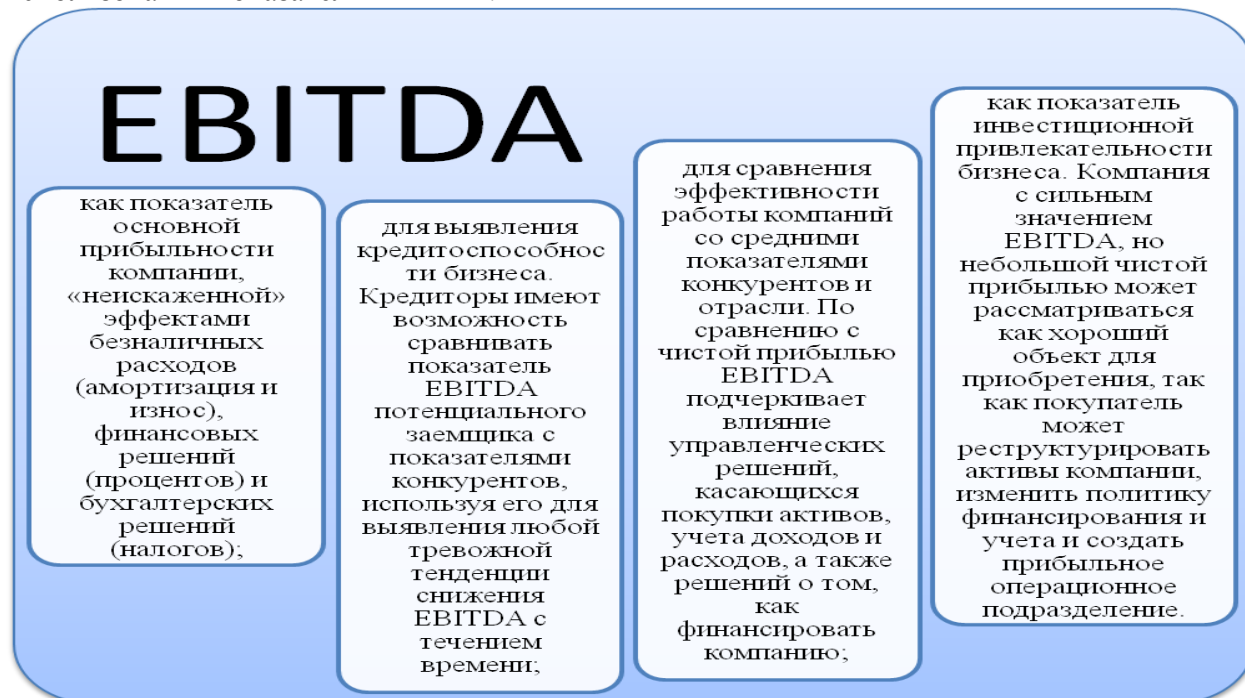 EBITDA
как показатель
основной
прибыльности
компании,
«неискаженной»
эффектами
безналичных
расходов
(амортизация и
износ),
финансовых
решений
(процентов) и
бухгалтерских
решений
(налогов);
для выявления
кредитоспособнос
ти бизнеса.
Кредиторы имеют
возможность
сравнивать
показатель
EBITDA
потенциального
заемщика с
показателями
конкурентов,
используя его для
выявления любой
тревожной
тенденции
снижения
EBITDA с
течением
времени;
для сравнения
эффективности
работы компаний
со средними
показателями
конкурентов и
отрасли. По
сравнению с
чистой прибылью
EBITDA
подчеркивает
влияние
управленческих
решений,
касающихся
покупки активов,
учета доходов и
расходов, а также
решений о том,
как
финансировать
компанию;
как показатель
инвестиционной
привлекательности
бизнеса. Компания
с сильным
значением
EBITDA, но
небольшой чистой
прибылью может
рассматриваться
как хороший
объект для
приобретения, так
как покупатель
может
реструктурировать
активы компании,
изменить политику
финансирования и
учета и создать
прибыльное
операционное
подразделение.